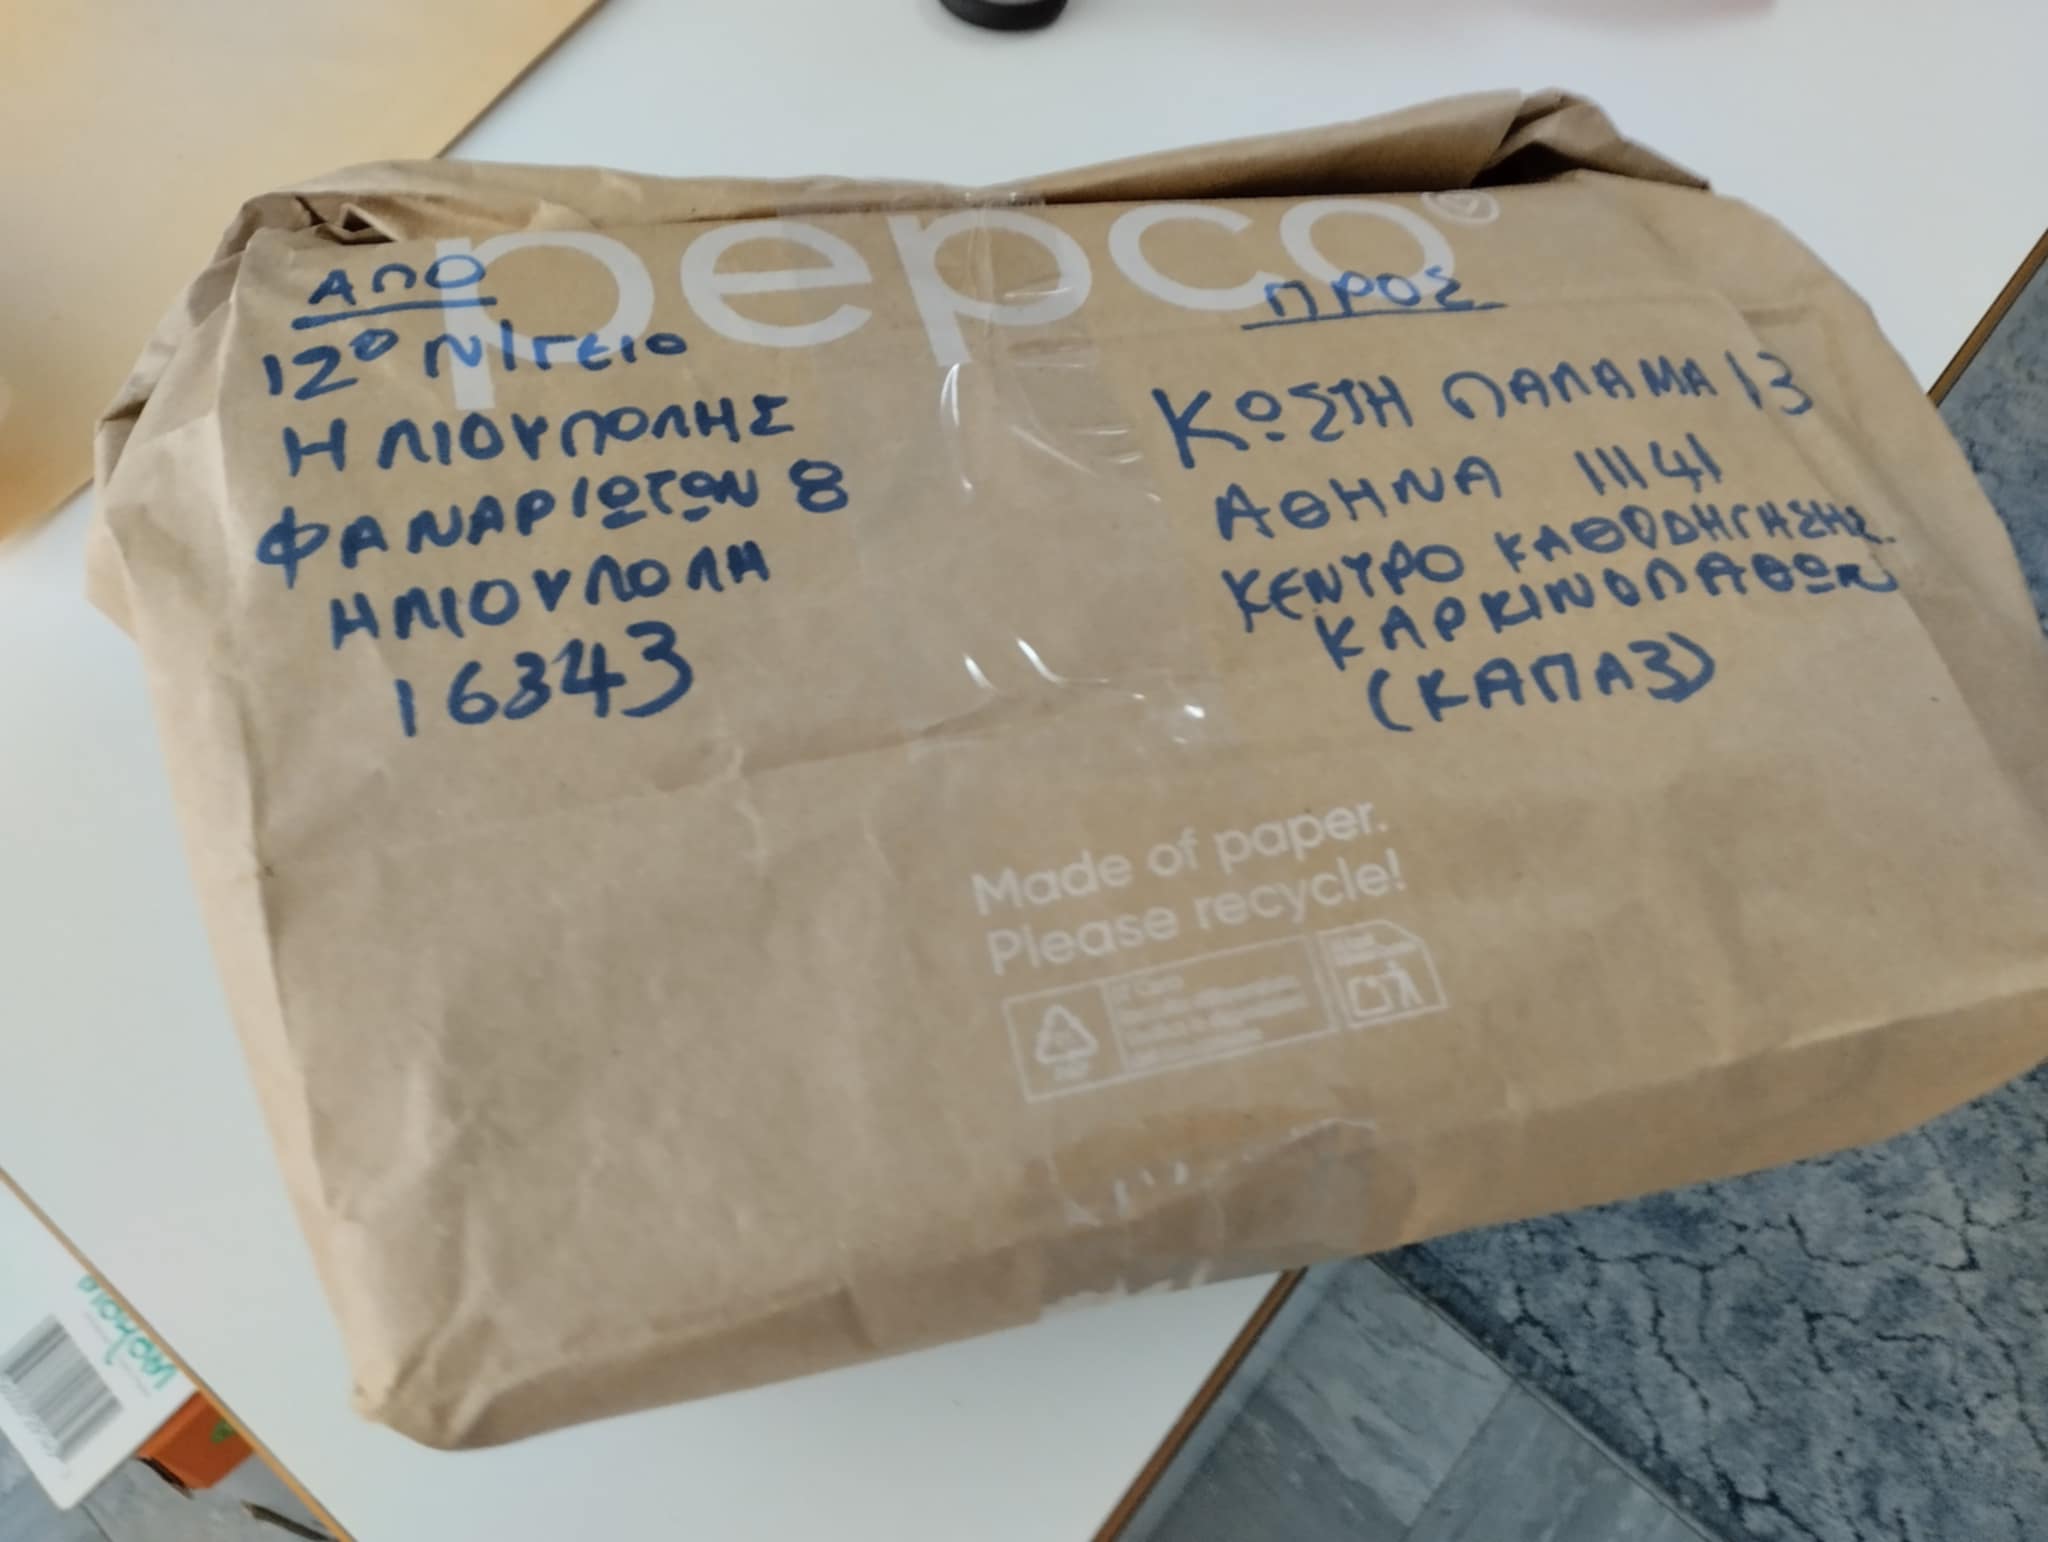 pepco
ΑΠΟ
12ο ΝΙΓΕΙΟ
ΗΛΙΟΥΠΟΛΗΣ
ΦΑΝΑΡΙΩΤΩΝ 8
ΗΛΙΟΥΠΟΛΗ
16343
ΠΡΟΣ
ΚΩΣΤΗ ΠΑΛΑΜΑ 13
ΑΘΗΝΑ 11141
ΚΕΝΤΡΟ ΚΑΘΟΔΗΓΗΣΗΣ
ΚΑΡΚΙΝΟΠΑΘΩΝ
(ΚΑΠΑ3)
Made of paper.
Please recycle!